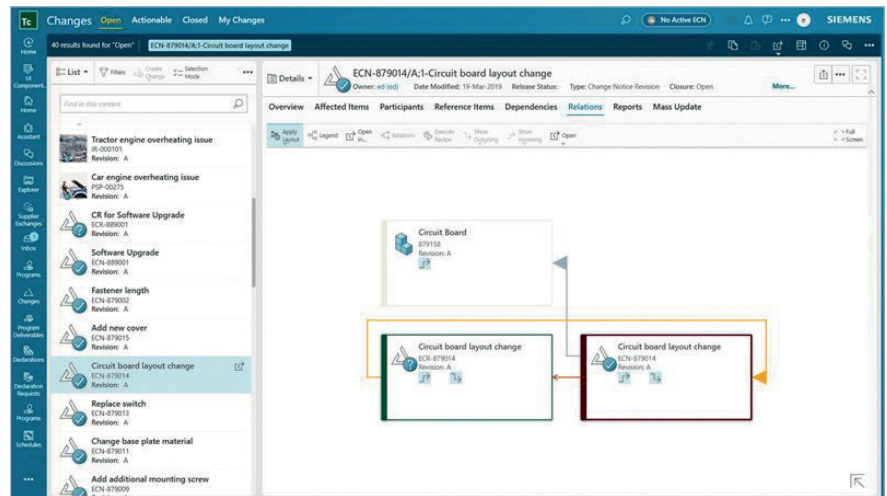 Tc Changes Open Actionable Closed My Changes No Active ECN e SIEMENS
40 results found for "Open" ECN-879014/A;1-Circuit board layout change
Home
UI
Component...
Home
Assistant
Discussions
Explorer
Supplier
Exchanges
Inbox
Programs
Changes
Program
Deliverables
Declarations
Declaration
Requests
Programs
Schedules
List
Filters
Create
Change
Selection
Mode
Find in this content
Tractor engine overheating issue
IR-000101
Revision: A
Car engine overheating issue
PSP-00275
Revision: A
CR for Software Upgrade
ECR-889001
Revision: A
Software Upgrade
ECN-889001
Revision: A
Fastener length
ECN-879002
Revision: A
Add new cover
ECN-879015
Revision: A
Circuit board layout change
ECN-879014
Revision: A
Replace switch
ECN-879013
Revision: A
Change base plate material
ECN-879011
Revision: A
Add additional mounting screw
ECN-879009
Details
ECN-879014/A;1-Circuit board layout change
Owner: ed (ed) Date Modified: 19-Mar-2019 Release Status: Type: Change Notice Revision Closure: Open More...
Overview Affected Items Participants Reference Items Dependencies Relations Reports Mass Update
Apply
Layout
Legend
Open
In...
Relations
Execute
Recipe
Show
Outgoing
Show
Incoming
Open
Full
Screen
Circuit Board
879158
Revision: A
Circuit board layout change
ECR-879014
Revision: A
Circuit board layout change
ECN-879014
Revision: A